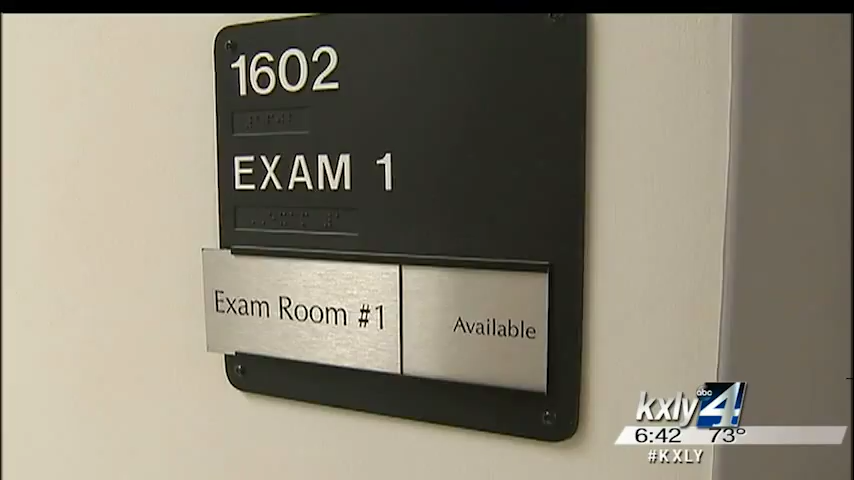 1602
EXAM 1
Exam Room #1
Available
kxly abc 4
6:42 73°
#KXLY